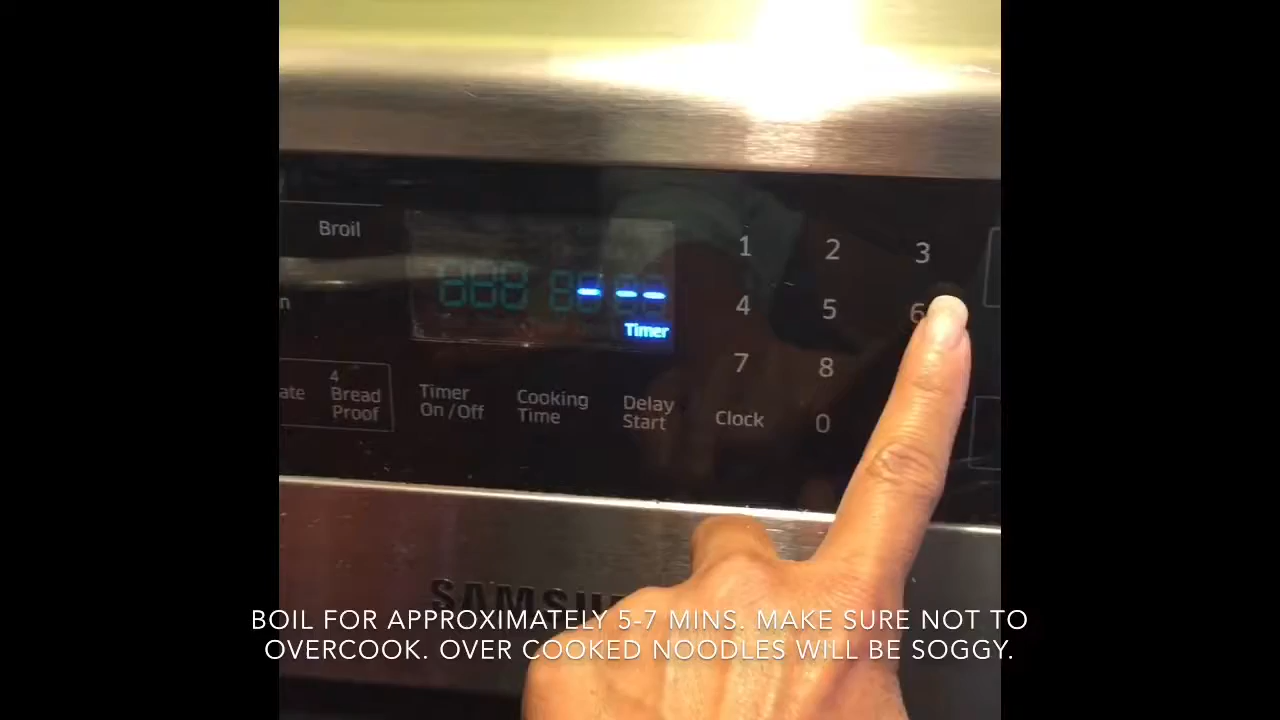 Broil
Timer
1 2 3
4 5 6
7 8
Clock 0
4
Bread
Proof
Timer
On/Off
Cooking
Time
Delay
Start
BOIL FOR APPROXIMATELY 5-7 MINS. MAKE SURE NOT TO
OVERCOOK. OVER COOKED NOODLES WILL BE SOGGY.